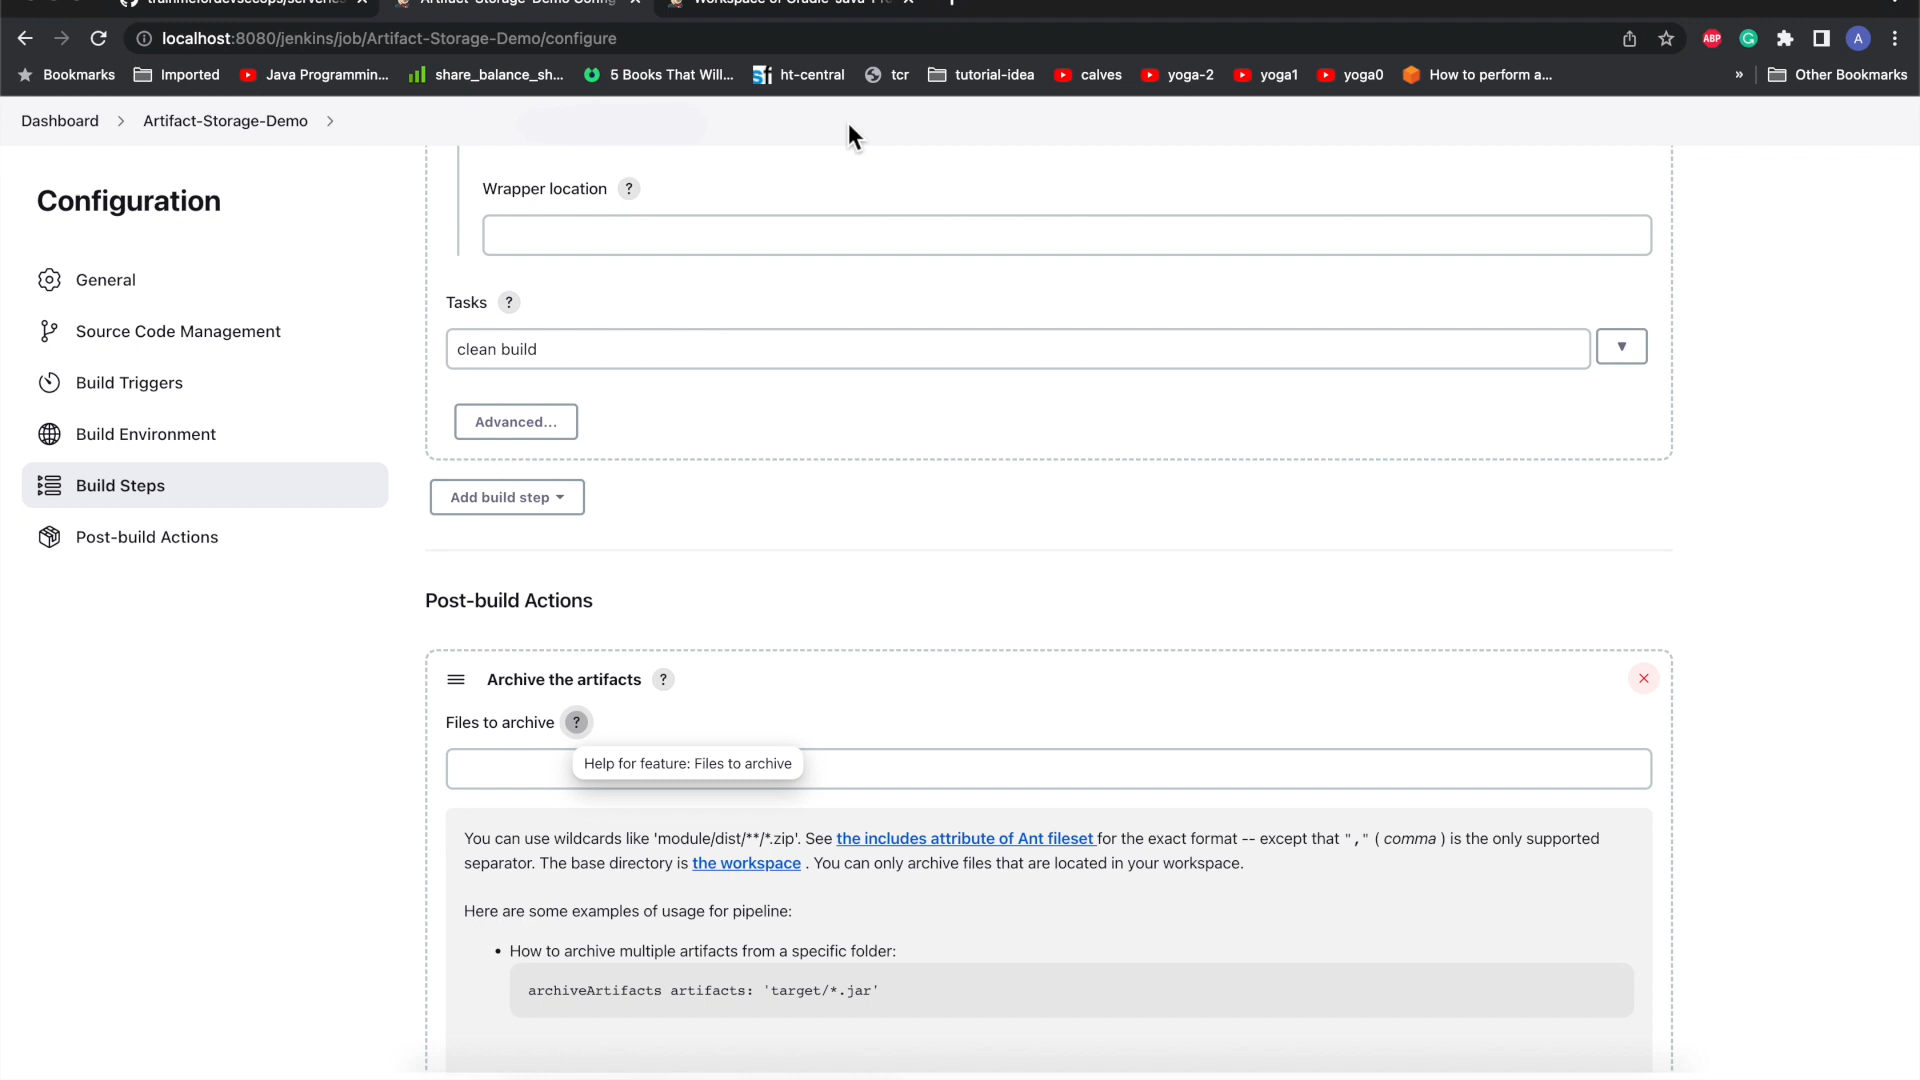 localhost:8080/jenkins/job/Artifact-Storage-Demo/configure
ABP
A
Bookmarks Imported Java Programmin... share_balance_sh... 5 Books That Will... ht-central tcr tutorial-idea calves yoga-2 yoga1 yoga0 How to perform a... » Other Bookmarks
Dashboard > Artifact-Storage-Demo >
Configuration
General
Source Code Management
Build Triggers
Build Environment
Build Steps
Post-build Actions
Wrapper location ?
Tasks ?
clean build
Advanced...
Add build step
Post-build Actions
Archive the artifacts ?
Files to archive ?
Help for feature: Files to archive
You can use wildcards like 'module/dist/**/*.zip'. See the includes attribute of Ant fileset for the exact format -- except that "," ( comma ) is the only supported
separator. The base directory is the workspace . You can only archive files that are located in your workspace.
Here are some examples of usage for pipeline:
• How to archive multiple artifacts from a specific folder:
archiveArtifacts artifacts: 'target/*.jar'